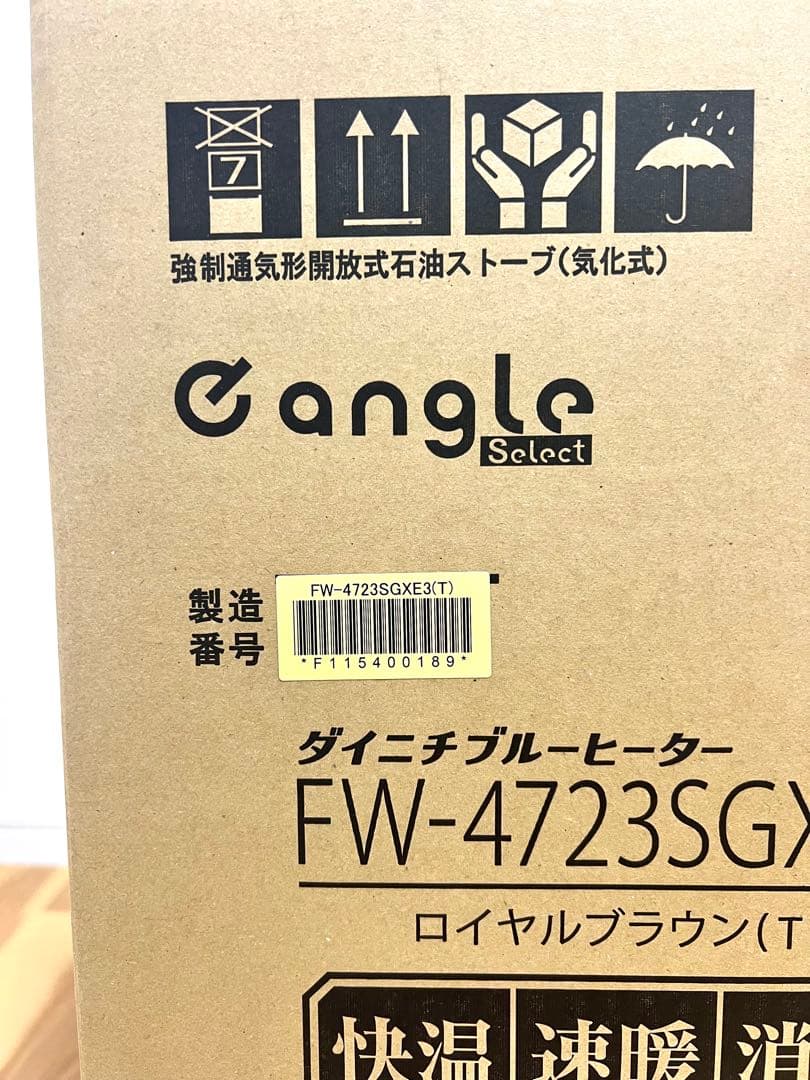 7
強制通気形開放式石油ストーブ(気化式)
e angle
Select
製造
番号
FW-4723SGXE3(T)
*F115400189*
ダイニチブルーヒーター
FW-4723SGX
ロイヤルブラウン(T
快温 速暖 消